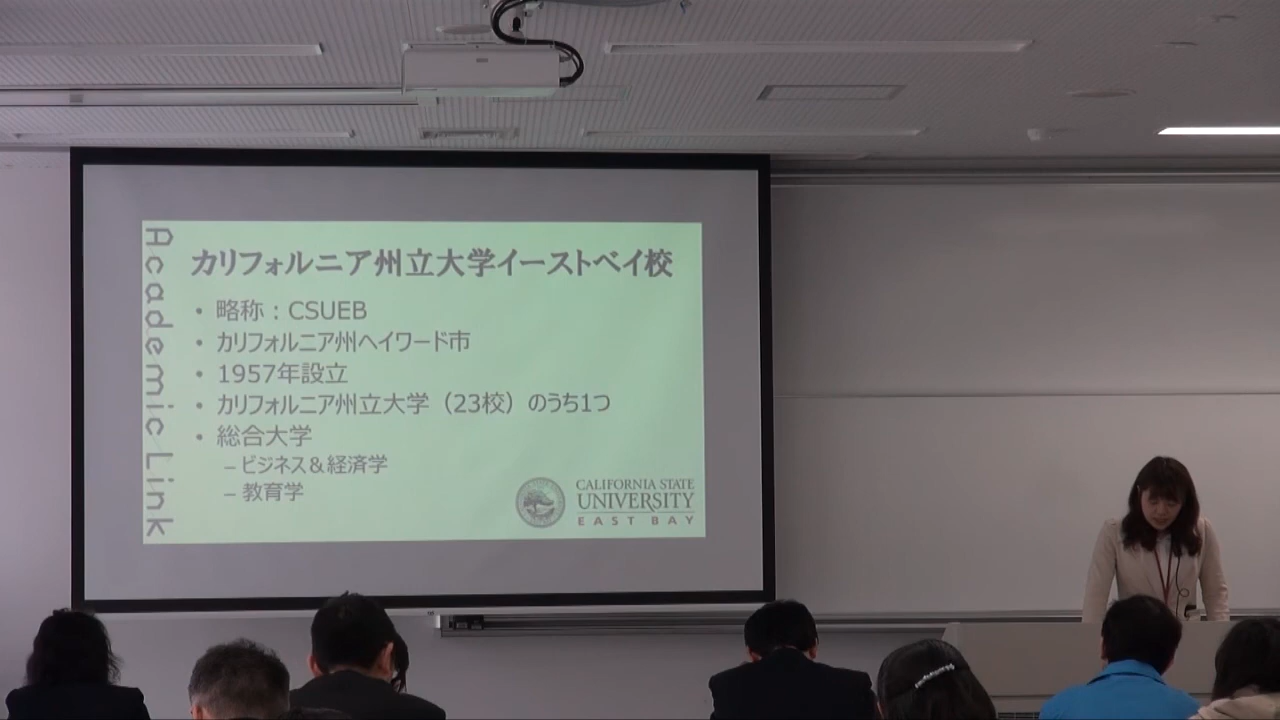 Academic Link
カリフォルニア州立大学イーストベイ校
• 略称：CSUEB
• カリフォルニア州ヘイワード市
• 1957年設立
• カリフォルニア州立大学（23校）のうち1つ
• 総合大学
– ビジネス＆経済学
– 教育学
CALIFORNIA STATE
UNIVERSITY
EAST BAY